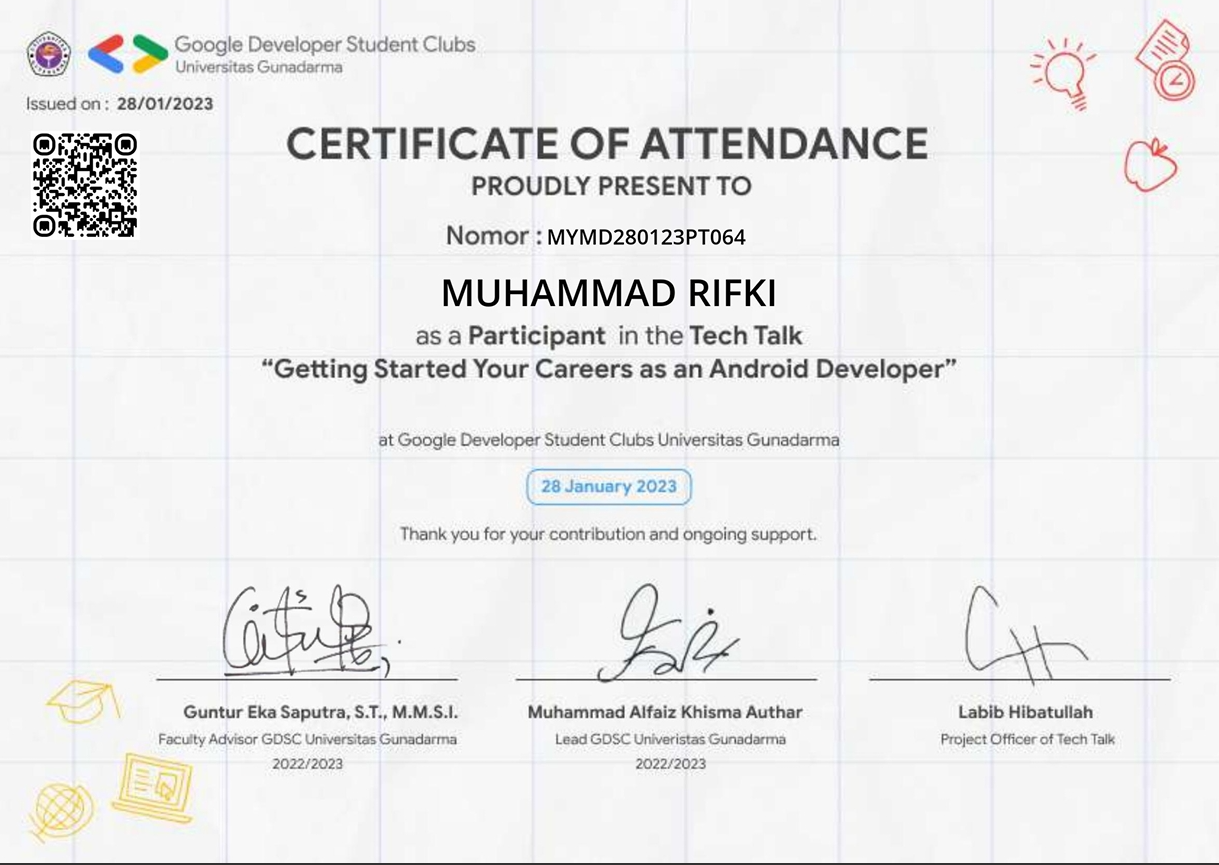 Google Developer Student Clubs
Universitas Gunadarma
Issued on : 28/01/2023
CERTIFICATE OF ATTENDANCE
PROUDLY PRESENT TO
Nomor : MYMD280123PT064
MUHAMMAD RIFKI
as a Participant in the Tech Talk
“Getting Started Your Careers as an Android Developer”
at Google Developer Student Clubs Universitas Gunadarma
28 January 2023
Thank you for your contribution and ongoing support.
Guntur Eka Saputra, S.T., M.M.S.I.
Faculty Advisor GDSC Universitas Gunadarma
2022/2023
Muhammad Alfaiz Khisma Authar
Lead GDSC Univeristas Gunadarma
2022/2023
Labib Hibatullah
Project Officer of Tech Talk